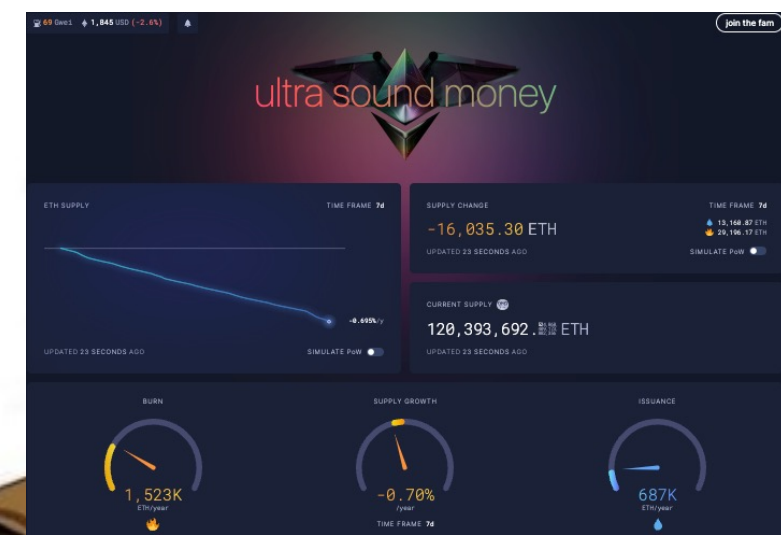 69 Gwei 1,845 USD (-2.6%)
join the fam
ultra sound money
ETH SUPPLY TIME FRAME 7d
-0.695%/y
UPDATED 23 SECONDS AGO SIMULATE PoW
SUPPLY CHANGE TIME FRAME 7d
-16,035.30 ETH
13,160.87 ETH
29,196.17 ETH
UPDATED 23 SECONDS AGO SIMULATE PoW
CURRENT SUPPLY
120,393,692. ETH
UPDATED 23 SECONDS AGO
BURN
1,523K
ETH/year
SUPPLY GROWTH
-0.70%
/year
TIME FRAME 7d
ISSUANCE
687K
ETH/year